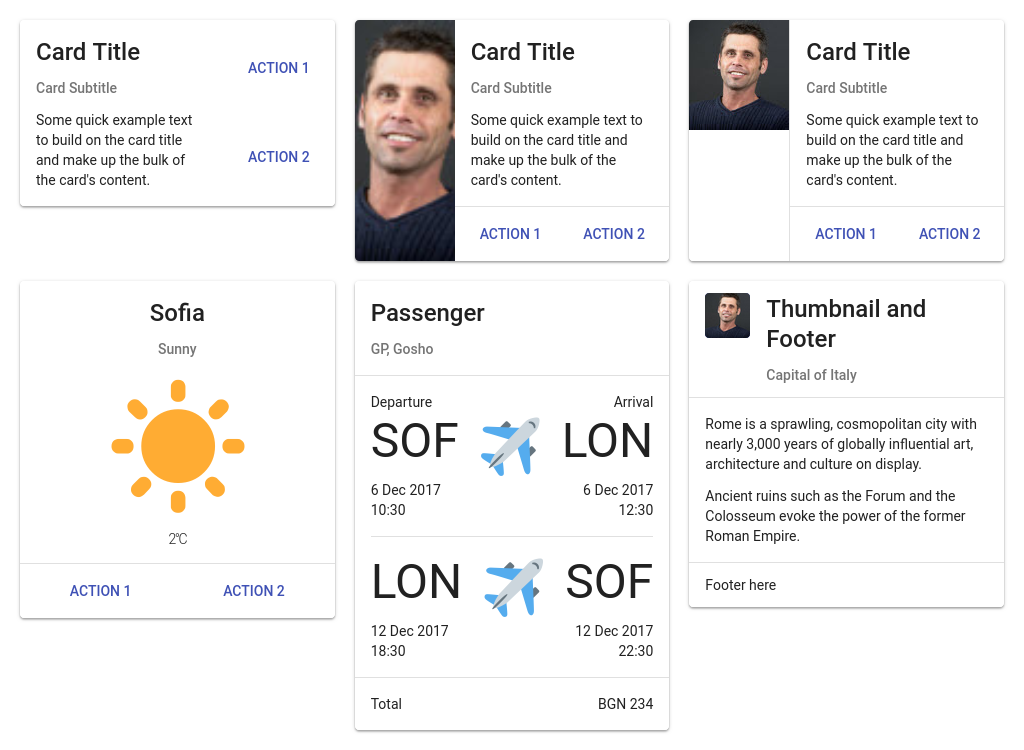 Card Title
Card Subtitle
Some quick example text
to build on the card title
and make up the bulk of
the card's content.
ACTION 1
ACTION 2
Card Title
Card Subtitle
Some quick example text to
build on the card title and
make up the bulk of the
card's content.
ACTION 1 ACTION 2
Card Title
Card Subtitle
Some quick example text to
build on the card title and
make up the bulk of the
card's content.
ACTION 1 ACTION 2
Sofia
Sunny
2℃
ACTION 1 ACTION 2
Passenger
GP, Gosho
Departure Arrival
SOF LON
6 Dec 2017 6 Dec 2017
10:30 12:30
LON SOF
12 Dec 2017 12 Dec 2017
18:30 22:30
Total BGN 234
Thumbnail and
Footer
Capital of Italy
Rome is a sprawling, cosmopolitan city with
nearly 3,000 years of globally influential art,
architecture and culture on display.
Ancient ruins such as the Forum and the
Colosseum evoke the power of the former
Roman Empire.
Footer here